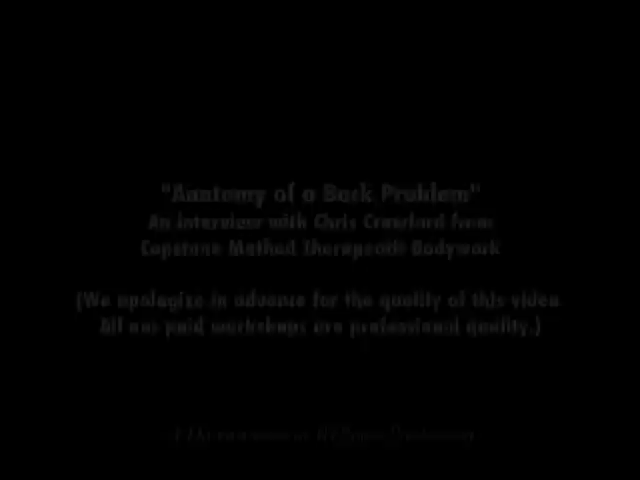 "Anatomy of a Back Problem"
An interview with Chris Crawford from
Capstone Method Therapeutic Bodywork
(We apologize in advance for the quality of this video.
All our paid workshops are professional quality.)